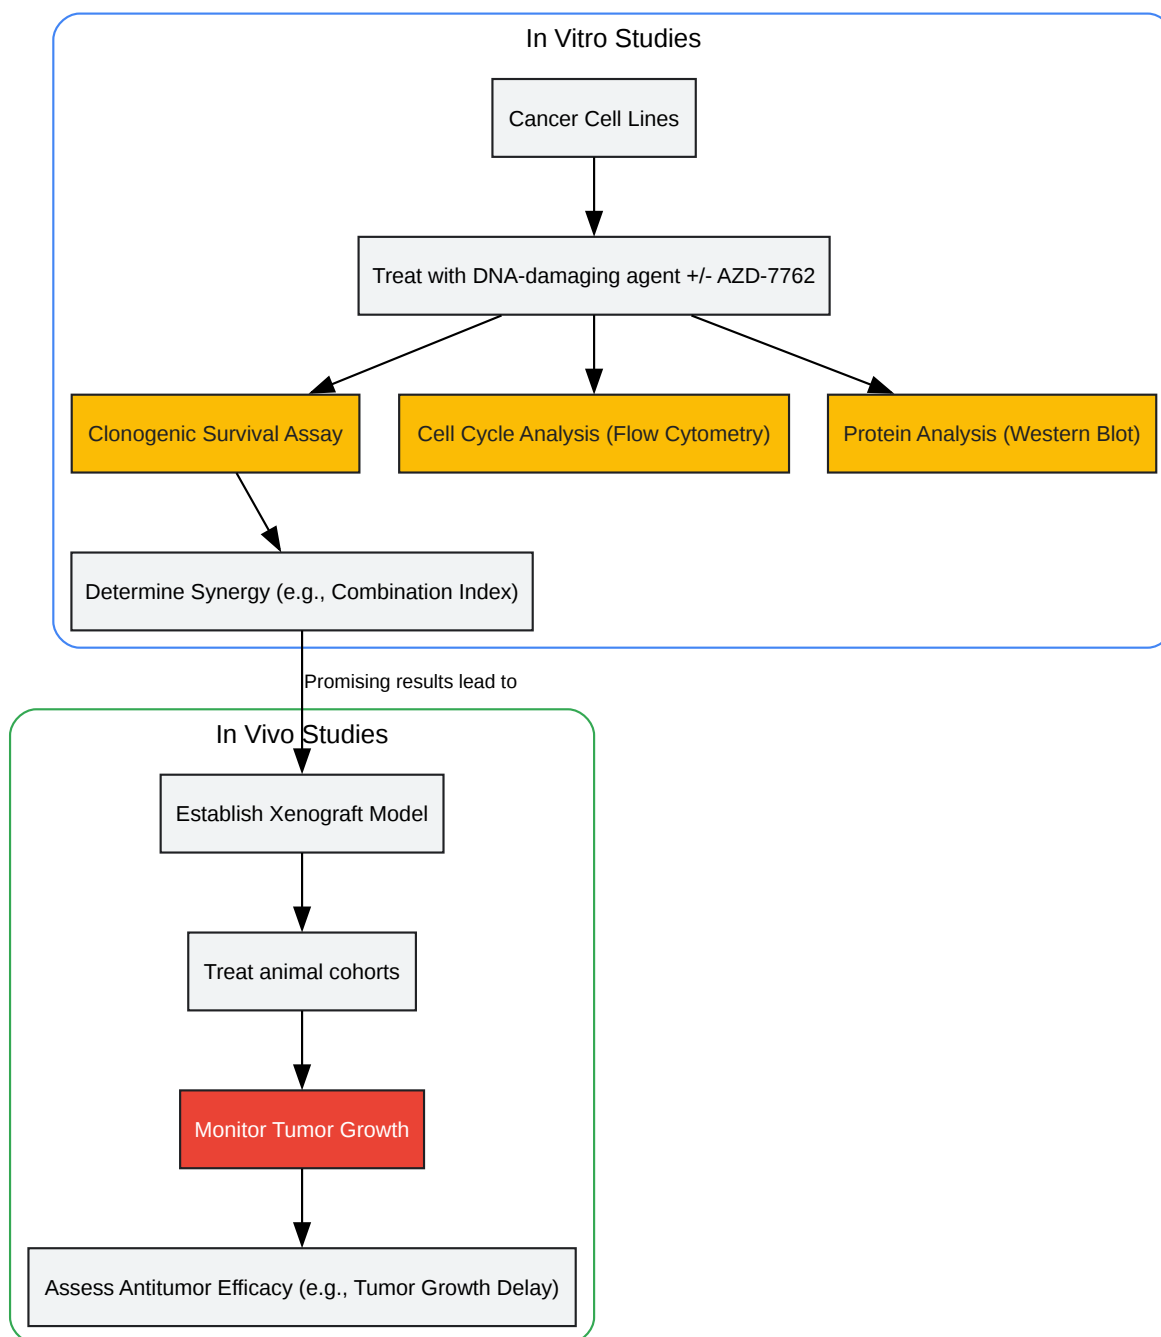 In Vitro Studies
Cancer Cell Lines
Treat with DNA-damaging agent +/- AZD-7762
Clonogenic Survival Assay
Cell Cycle Analysis (Flow Cytometry)
Protein Analysis (Western Blot)
Determine Synergy (e.g., Combination Index)
Promising results lead to
In Vivo Studies
Establish Xenograft Model
Treat animal cohorts
Monitor Tumor Growth
Assess Antitumor Efficacy (e.g., Tumor Growth Delay)